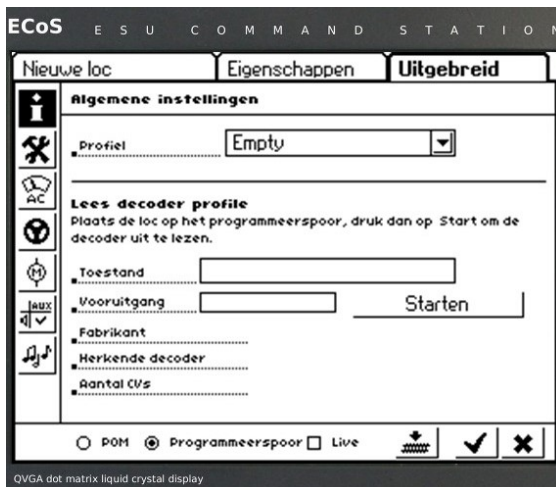 ECoS ESU COMMAND STATION
Nieuwe loc Eigenschappen Uitgebreid
Algemene instellingen
Profiel Empty
AC
Lees decoder profile
Plaats de loc op het programmeerspoor, druk dan op Start om de
decoder uit te lezen.
M
Toestand
Vooruitgang Starten
AUX
Fabrikant
Herkende decoder
Aantal CVs
POM Programmeerspoor Live
QVGA dot matrix liquid crystal display